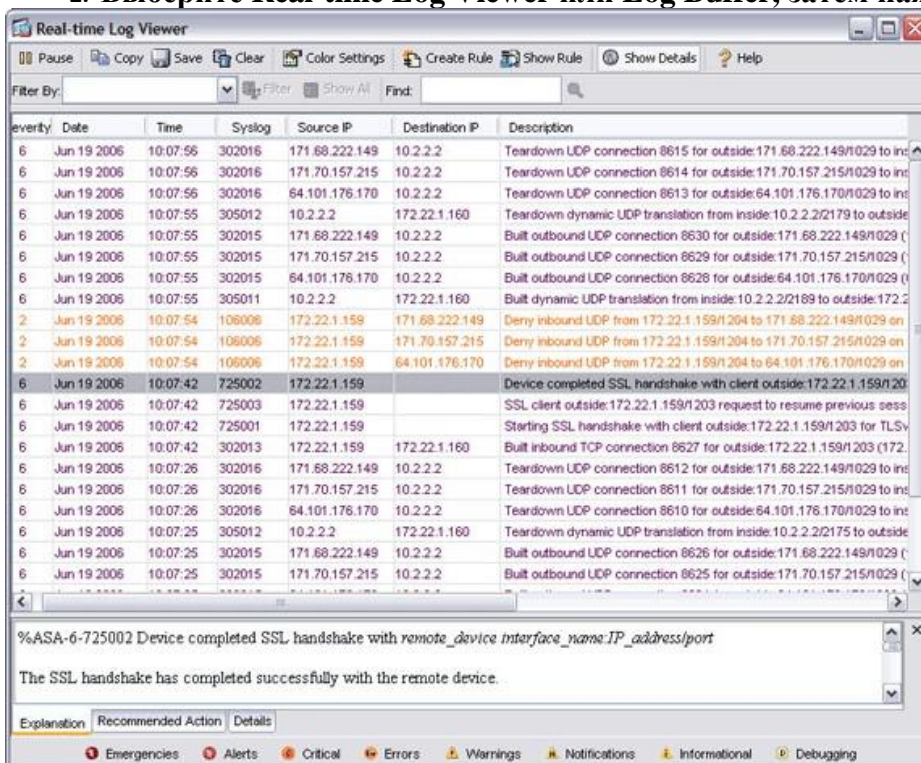 Выберите Real-time Log Viewer или Log Buffer, затем
Real-time Log Viewer
Pause Copy Save Clear Color Settings Create Rule Show Rule Show Details Help
Filter By: Filter Show All Find:
everity Date Time Syslog Source IP Destination IP Description
6 Jun 19 2006 10:07:56 302016 171.68.222.149 10.2.2.2 Teardown UDP connection 8615 for outside:171.68.222.149/1029 to ins
6 Jun 19 2006 10:07:56 302016 171.70.157.215 10.2.2.2 Teardown UDP connection 8614 for outside:171.70.157.215/1029 to ins
6 Jun 19 2006 10:07:56 302016 64.101.176.170 10.2.2.2 Teardown UDP connection 8613 for outside:64.101.176.170/1029 to ins
6 Jun 19 2006 10:07:55 305012 10.2.2.2 172.22.1.160 Teardown dynamic UDP translation from inside:10.2.2.2/2179 to outside
6 Jun 19 2006 10:07:55 302015 171.68.222.149 10.2.2.2 Built outbound UDP connection 8630 for outside:171.68.222.149/1029 (
6 Jun 19 2006 10:07:55 302015 171.70.157.215 10.2.2.2 Built outbound UDP connection 8629 for outside:171.70.157.215/1029 (
6 Jun 19 2006 10:07:55 302015 64.101.176.170 10.2.2.2 Built outbound UDP connection 8628 for outside:64.101.176.170/1029 (
6 Jun 19 2006 10:07:55 305011 10.2.2.2 172.22.1.160 Built dynamic UDP translation from inside:10.2.2.2/2189 to outside:172.2
2 Jun 19 2006 10:07:54 106006 172.22.1.159 171.68.222.149 Deny inbound UDP from 172.22.1.159/1204 to 171.68.222.149/1029 on
2 Jun 19 2006 10:07:54 106006 172.22.1.159 171.70.157.215 Deny inbound UDP from 172.22.1.159/1204 to 171.70.157.215/1029 on
2 Jun 19 2006 10:07:54 106006 172.22.1.159 64.101.176.170 Deny inbound UDP from 172.22.1.159/1204 to 64.101.176.170/1029 on
6 Jun 19 2006 10:07:42 725002 172.22.1.159 Device completed SSL handshake with client outside:172.22.1.159/120
6 Jun 19 2006 10:07:42 725003 172.22.1.159 SSL client outside:172.22.1.159/1203 request to resume previous sess
6 Jun 19 2006 10:07:42 725001 172.22.1.159 Starting SSL handshake with client outside:172.22.1.159/1203 for TLSv
6 Jun 19 2006 10:07:42 302013 172.22.1.159 172.22.1.160 Built inbound TCP connection 8627 for outside:172.22.1.159/1203 (172.
6 Jun 19 2006 10:07:26 302016 171.68.222.149 10.2.2.2 Teardown UDP connection 8612 for outside:171.68.222.149/1029 to ins
6 Jun 19 2006 10:07:26 302016 171.70.157.215 10.2.2.2 Teardown UDP connection 8611 for outside:171.70.157.215/1029 to ins
6 Jun 19 2006 10:07:26 302016 64.101.176.170 10.2.2.2 Teardown UDP connection 8610 for outside:64.101.176.170/1029 to ins
6 Jun 19 2006 10:07:25 305012 10.2.2.2 172.22.1.160 Teardown dynamic UDP translation from inside:10.2.2.2/2175 to outside
6 Jun 19 2006 10:07:25 302015 171.68.222.149 10.2.2.2 Built outbound UDP connection 8626 for outside:171.68.222.149/1029 (
6 Jun 19 2006 10:07:25 302015 171.70.157.215 10.2.2.2 Built outbound UDP connection 8625 for outside:171.70.157.215/1029 (
%ASA-6-725002 Device completed SSL handshake with remote_device interface_name:IP_address/port
The SSL handshake has completed successfully with the remote device.
Explanation Recommended Action Details
Emergencies Alerts Critical Errors Warnings Notifications Informational Debugging